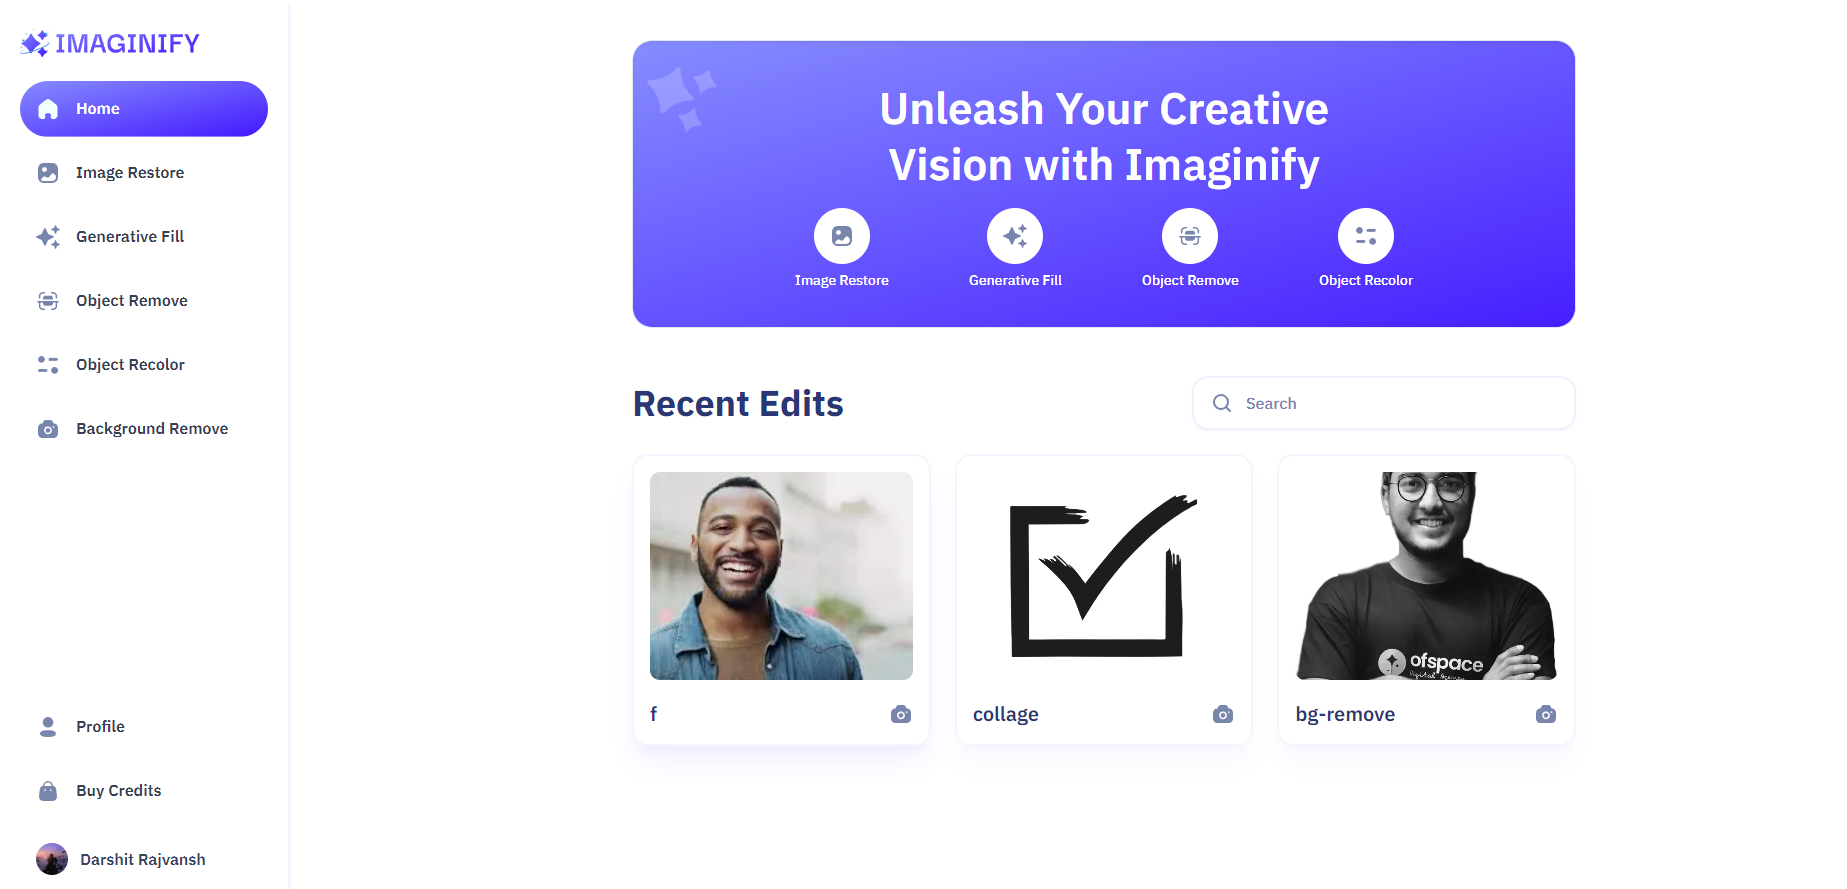 IMAGINIFY
Home
Image Restore
Generative Fill
Object Remove
Object Recolor
Background Remove
Profile
Buy Credits
Darshit Rajvansh
Unleash Your Creative
Vision with Imaginify
Image Restore
Generative Fill
Object Remove
Object Recolor
Recent Edits
Search
f
collage
ofspace
Digital Agency
bg-remove